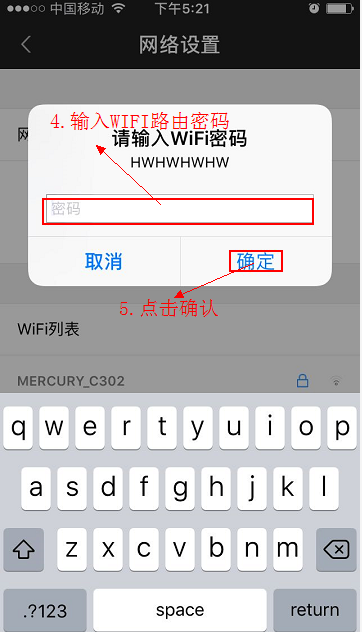 中国移动 下午5:21
网络设置
4.输入WIFI路由密码
网
请输入WiFi密码
HWHWHWHW
密码
取消 确定
5.点击确认
WiFi列表
MERCURY_C302
q w e r t y u i o p
a s d f g h j k l
z x c v b n m
.?123 space return